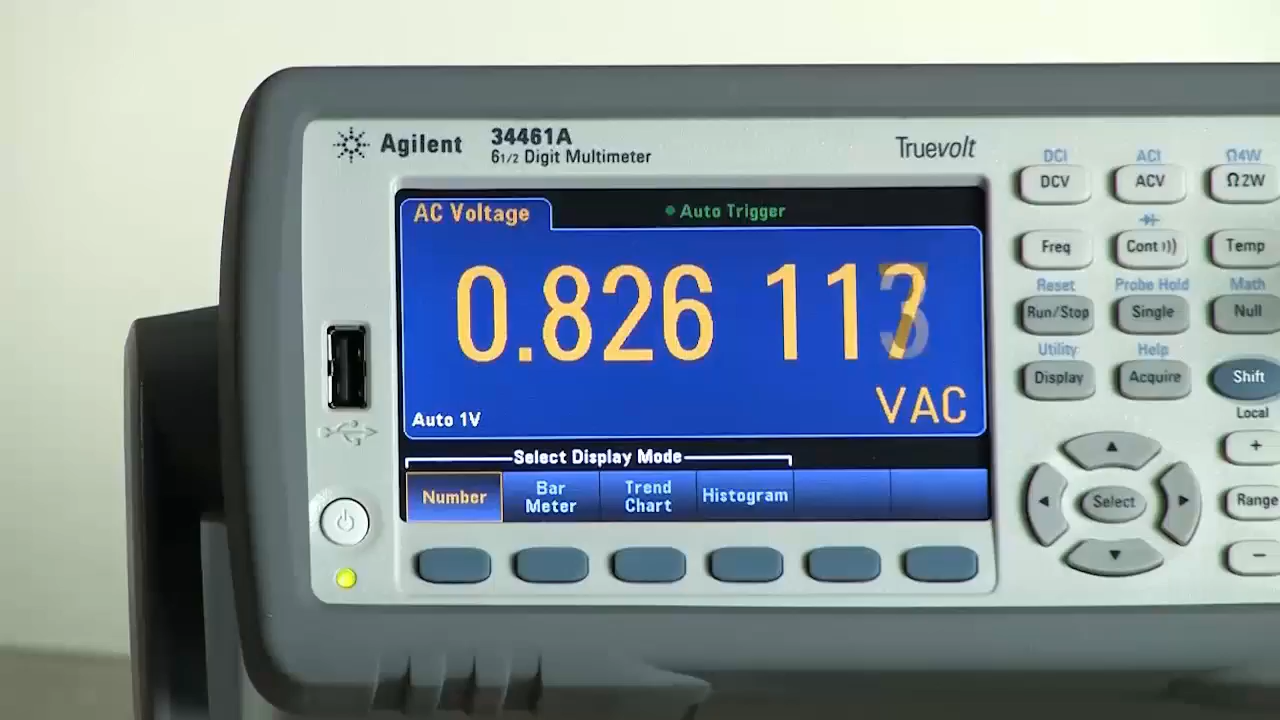 Agilent
34461A
6 1/2 Digit Multimeter
Truevolt
AC Voltage
Auto Trigger
0.826 11
VAC
Auto 1V
Select Display Mode
Number
Bar Meter
Trend Chart
Histogram
DCI
ACI
Ω4W
DCV
ACV
Ω2W
Freq
Cont
Temp
Reset
Probe Hold
Math
Run/Stop
Single
Null
Utility
Help
Display
Acquire
Shift
Local
+
Select
Range
−